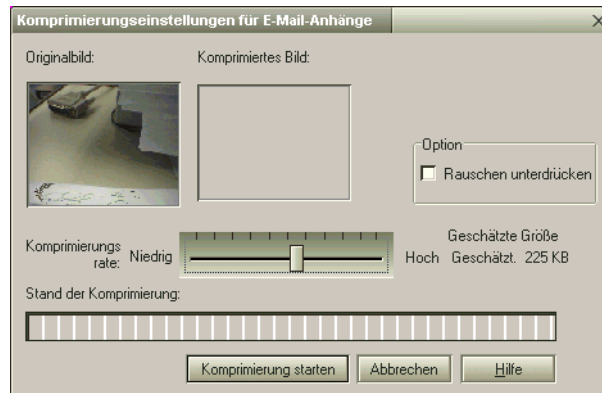 Komprimierungseinstellungen für E-Mail-Anhänge
Originalbild:
Komprimiertes Bild:
Option
Rauschen unterdrücken
Komprimierungs
rate:
Niedrig
Hoch
Geschätzte Größe
Geschätzt. 225 KB
Stand der Komprimierung:
Komprimierung starten
Abbrechen
Hilfe